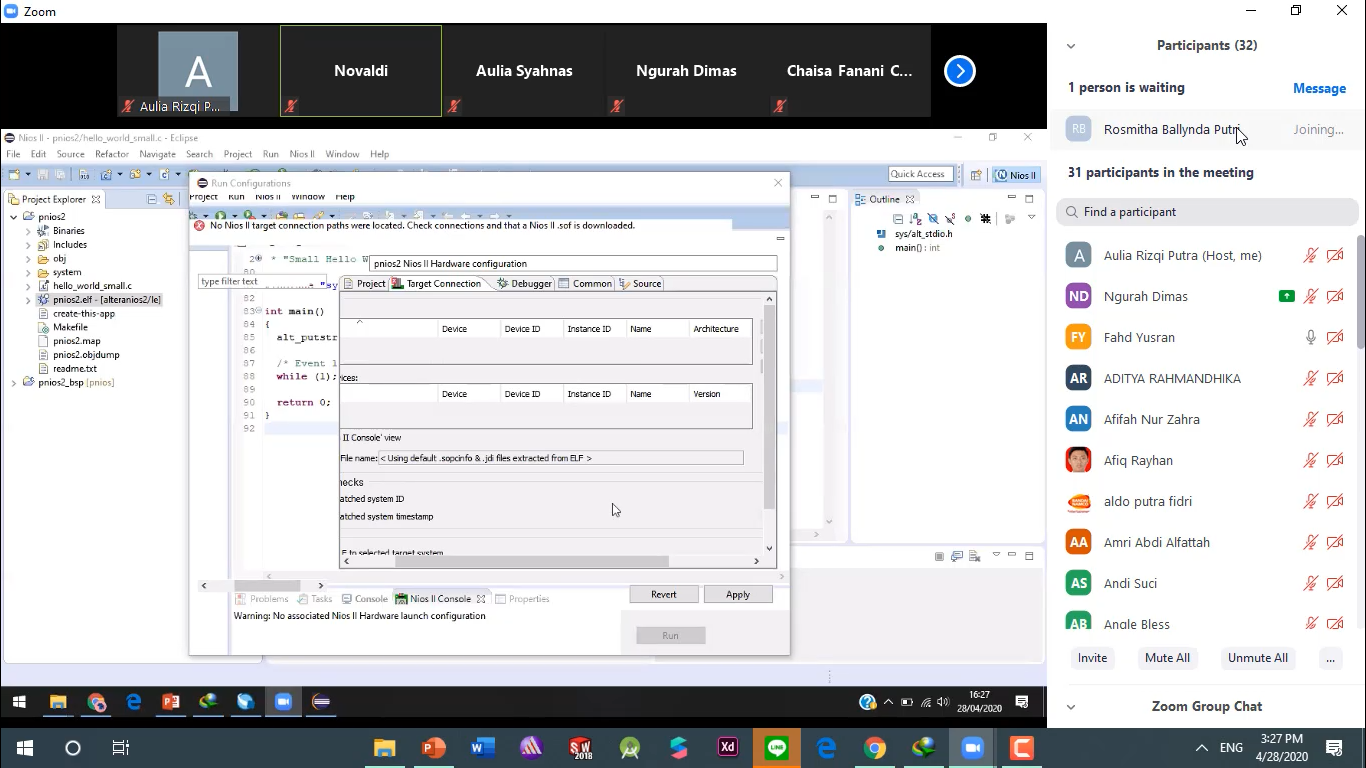 Zoom
A
Aulia Rizqi P...
Novaldi
Aulia Syahnas
Ngurah Dimas
Chaisa Fanani C...
Nios II - pnios2/hello_world_small.c - Eclipse
File Edit Source Refactor Navigate Search Project Run Nios II Window Help
Quick Access
Nios II
Project Explorer
pnios2
Binaries
Includes
obj
system
hello_world_small.c
pnios2.elf - [alteranios2/le]
create-this-app
Makefile
pnios2.map
pnios2.objdump
readme.txt
pnios2_bsp [pnios]
Run Configurations
Project Run Nios II Window Help
No Nios II target connection paths were located. Check connections and that a Nios II .sof is downloaded.
* "Small Hello W
pnios2 Nios II Hardware configuration
type filter text
"sy
Project Target Connection Debugger Common Source
82
83 int main()
84 {
85 alt_putstr
86
87 /* Event l
88 while (1);
89
90 return 0;
91 }
92
Device Device ID Instance ID Name Architecture
ices:
Device Device ID Instance ID Name Version
II Console' view
File name: < Using default .sopcinfo & .jdi files extracted from ELF >
hecks
atched system ID
atched system timestamp
F to selected target system
Revert Apply
Run
Problems Tasks Console Nios II Console Properties
Warning: No associated Nios II Hardware launch configuration
Outline
sys/alt_stdio.h
main() : int
16:27
28/04/2020
Participants (32)
1 person is waiting Message
RB Rosmitha Ballynda Putri Joining...
31 participants in the meeting
Find a participant
A Aulia Rizqi Putra (Host, me)
ND Ngurah Dimas
FY Fahd Yusran
AR ADITYA RAHMANDHIKA
AN Afifah Nur Zahra
Afiq Rayhan
aldo putra fidri
AA Amri Abdi Alfattah
AS Andi Suci
AB Angle Bless
Invite Mute All Unmute All ...
Zoom Group Chat
SW
2018
Xd
LINE
ENG
3:27 PM
4/28/2020